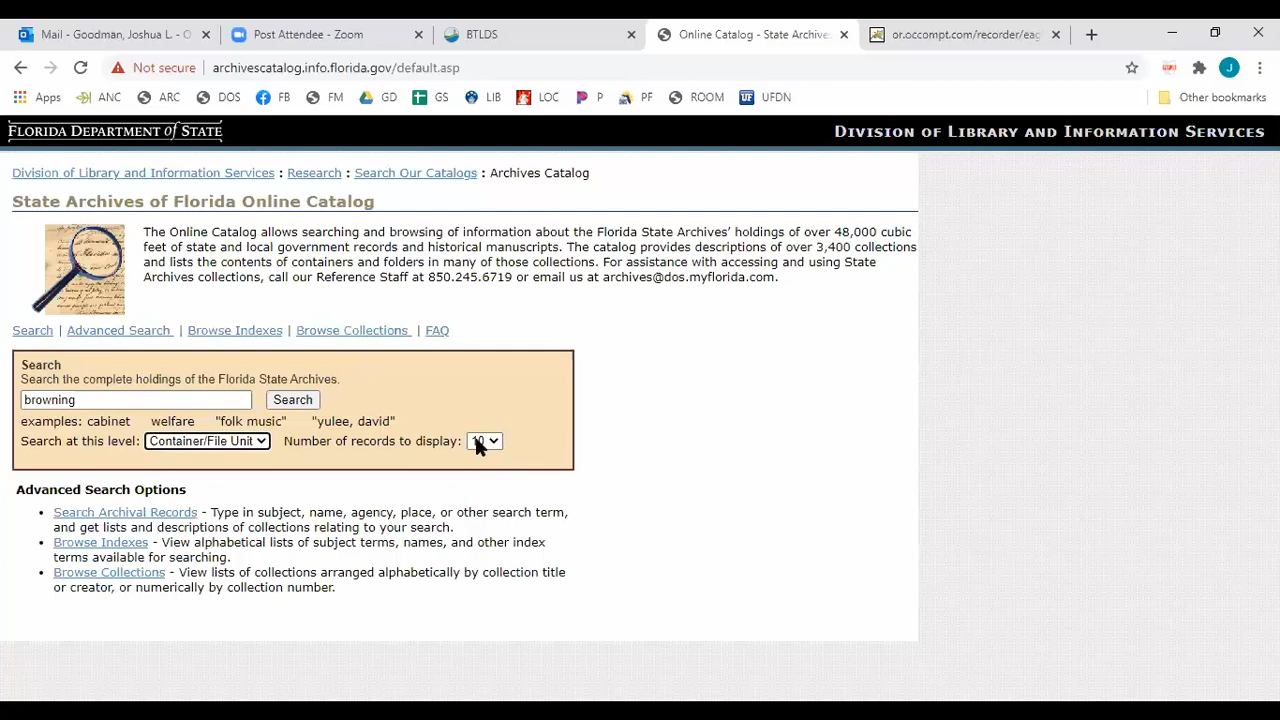 Mail - Goodman, Joshua L. - O
Post Attendee - Zoom
BTLDS
Online Catalog - State Archive
or.occompt.com/recorder/eag
Not secure archivescatalog.info.florida.gov/default.asp
Apps ANC ARC DOS FB FM GD GS LIB LOC P PF ROOM UFDN Other bookmarks
FLORIDA DEPARTMENT of STATE
DIVISION OF LIBRARY AND INFORMATION SERVICES
Division of Library and Information Services : Research : Search Our Catalogs : Archives Catalog
State Archives of Florida Online Catalog
The Online Catalog allows searching and browsing of information about the Florida State Archives' holdings of over 48,000 cubic
feet of state and local government records and historical manuscripts. The catalog provides descriptions of over 3,400 collections
and lists the contents of containers and folders in many of those collections. For assistance with accessing and using State
Archives collections, call our Reference Staff at 850.245.6719 or email us at archives@dos.myflorida.com.
Search | Advanced Search | Browse Indexes | Browse Collections | FAQ
Search
Search the complete holdings of the Florida State Archives.
browning Search
examples: cabinet welfare "folk music" "yulee, david"
Search at this level: Container/File Unit Number of records to display: 10
Advanced Search Options
• Search Archival Records - Type in subject, name, agency, place, or other search term,
and get lists and descriptions of collections relating to your search.
• Browse Indexes - View alphabetical lists of subject terms, names, and other index
terms available for searching.
• Browse Collections - View lists of collections arranged alphabetically by collection title
or creator, or numerically by collection number.